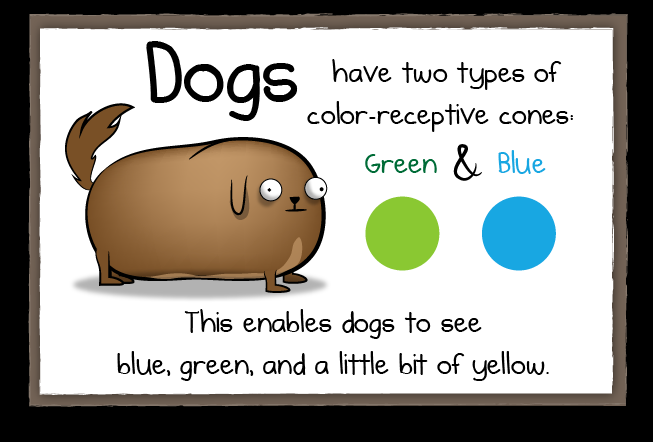 Dogs have two types of
color-receptive cones:
Green & Blue
This enables dogs to see
blue, green, and a little bit of yellow.